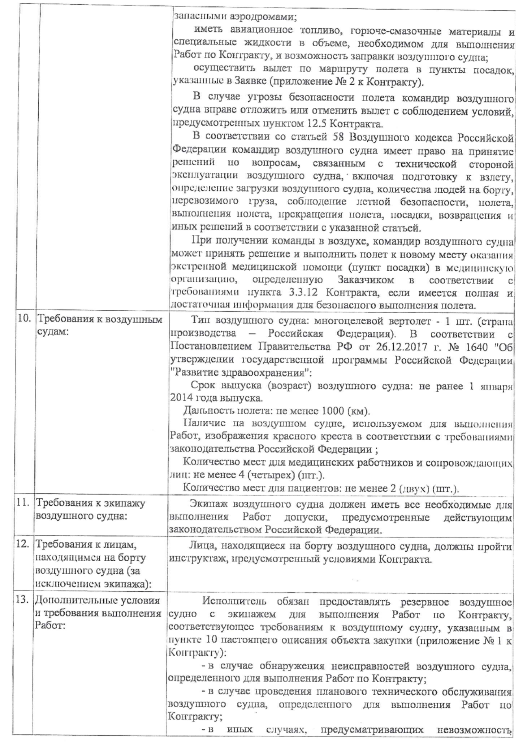 запасными аэродромами;
иметь авиационное топливо, горюче-смазочные материалы и
специальные жидкости в объеме, необходимом для выполнения
Работ по Контракту, и возможность заправки воздушного судна;
осуществить вылет по маршруту полета в пункты посадок,
указанные в Заявке (приложение № 2 к Контракту).
В случае угрозы безопасности полета командир воздушного
судна вправе отложить или отменить вылет с соблюдением условий,
предусмотренных пунктом 12.5 Контракта.
В соответствии со статьей 58 Воздушного кодекса Российской
Федерации командир воздушного судна имеет право на принятие
решений по вопросам, связанным с технической стороной
эксплуатации воздушного судна, включая подготовку к взлету,
определение загрузки воздушного судна, количества людей на борту,
перевозимого груза, соблюдение летной безопасности, полета,
выполнения полета, прекращения полета, посадки, возвращения и
иных решений в соответствии с указанной статьей.
При получении команды в воздухе, командир воздушного судна
может принять решение и выполнить полет к новому месту оказания
экстренной медицинской помощи (пункт посадки) в медицинскую
организацию, определенную Заказчиком в соответствии с
требованиями пункта 3.3.12 Контракта, если имеется полная и
достаточная информация для безопасного выполнения полета.
10. Требования к воздушным
судам:
Тип воздушного судна: многоцелевой вертолет - 1 шт. (страна
производства – Российская Федерация). В соответствии с
Постановлением Правительства РФ от 26.12.2017 г. № 1640 "Об
утверждении государственной программы Российской Федерации
"Развитие здравоохранения":
Срок выпуска (возраст) воздушного судна: не ранее 1 января
2014 года выпуска.
Дальность полета: не менее 1000 (км).
Наличие на воздушном судне, используемом для выполнения
Работ, изображения красного креста в соответствии с требованиями
законодательства Российской Федерации ;
Количество мест для медицинских работников и сопровождающих
лиц: не менее 4 (четырех) (шт.).
Количество мест для пациентов: не менее 2 (двух) (шт.).
11. Требования к экипажу
воздушного судна:
Экипаж воздушного судна должен иметь все необходимые для
выполнения Работ допуски, предусмотренные действующим
законодательством Российской Федерации.
12. Требования к лицам,
находящимся на борту
воздушного судна (за
исключением экипажа):
Лица, находящиеся на борту воздушного судна, должны пройти
инструктаж, предусмотренный условиями Контракта.
13. Дополнительные условия
и требования выполнения
Работ:
Исполнитель обязан предоставлять резервное воздушное
судно с экипажем для выполнения Работ по Контракту,
соответствующее требованиям к воздушному судну, указанным в
пункте 10 настоящего описания объекта закупки (приложение № 1 к
Контракту):
- в случае обнаружения неисправностей воздушного судна,
определенного для выполнения Работ по Контракту;
- в случае проведения планового технического обслуживания
воздушного судна, определенного для выполнения Работ по
Контракту;
- в иных случаях, предусматривающих невозможность